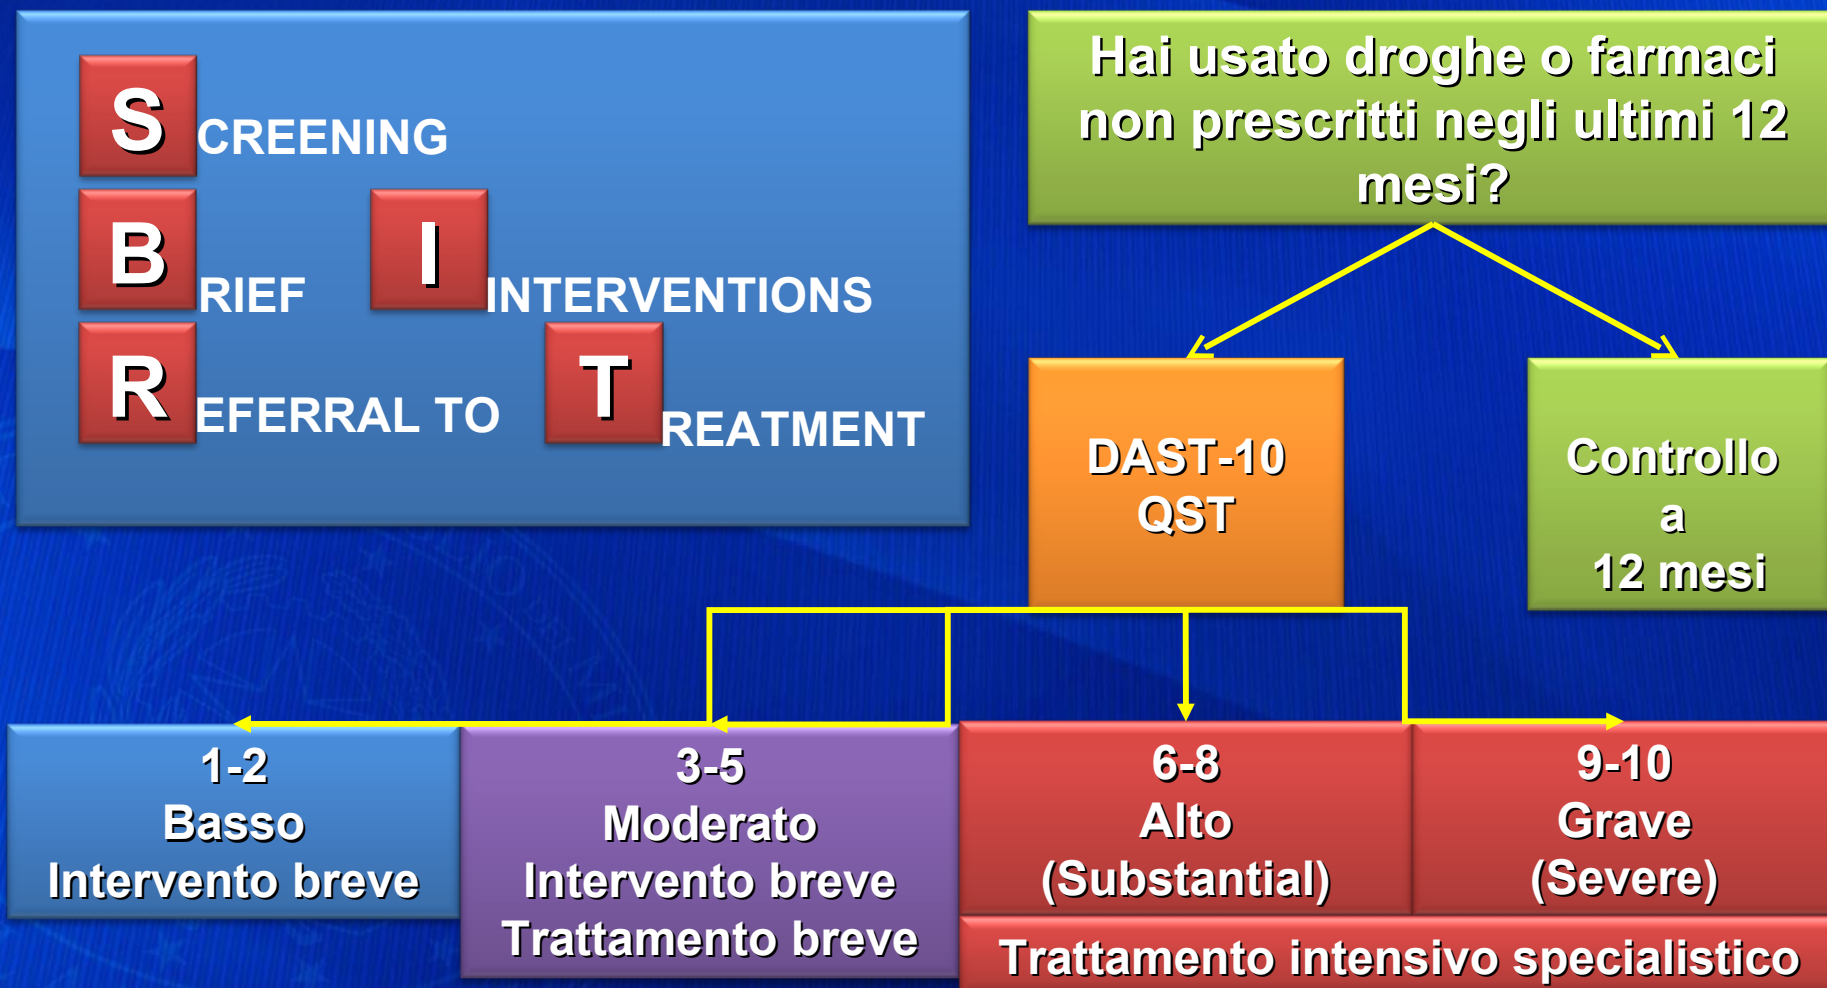 SCREENING
BRIEF IINTERVENTIONS
REFERRAL TO TREATMENT
Hai usato droghe o farmaci
non prescritti negli ultimi 12
mesi?
DAST-10
QST
Controllo
a
12 mesi
1-2
Basso
Intervento breve
3-5
Moderato
Intervento breve
Trattamento breve
6-8
Alto
(Substantial)
9-10
Grave
(Severe)
Trattamento intensivo specialistico